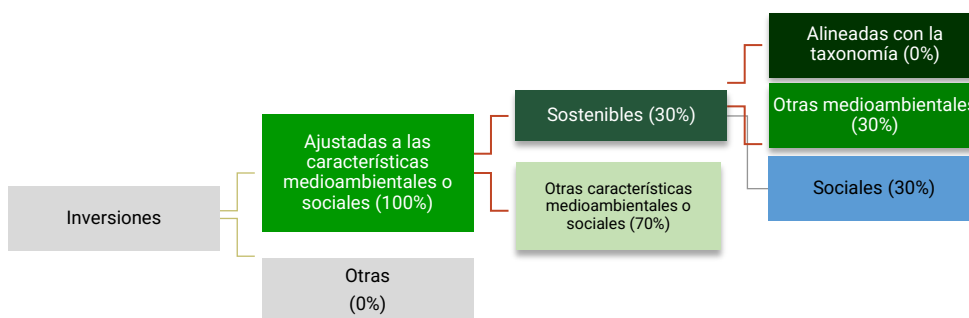 Inversiones
Ajustadas a las
características
medioambientales o
sociales (100%)
Otras
(0%)
Sostenibles (30%)
Otras características
medioambientales o
sociales (70%)
Alineadas con la
taxonomía (0%)
Otras medioambientales
(30%)
Sociales (30%)